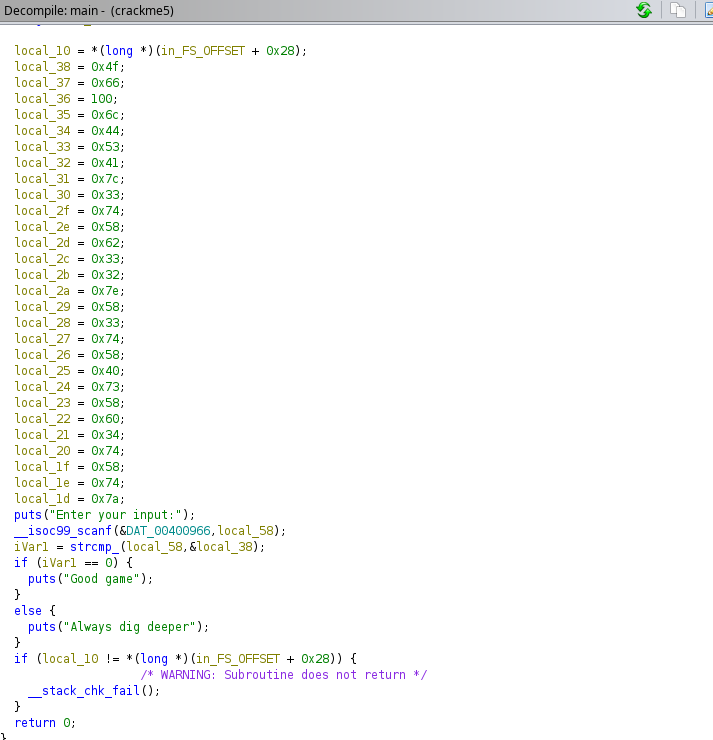 Decompile: main - (crackme5)
local_10 = *(long *)(in_FS_OFFSET + 0x28);
local_38 = 0x4f;
local_37 = 0x66;
local_36 = 100;
local_35 = 0x6c;
local_34 = 0x44;
local_33 = 0x53;
local_32 = 0x41;
local_31 = 0x7c;
local_30 = 0x33;
local_2f = 0x74;
local_2e = 0x58;
local_2d = 0x62;
local_2c = 0x33;
local_2b = 0x32;
local_2a = 0x7e;
local_29 = 0x58;
local_28 = 0x33;
local_27 = 0x74;
local_26 = 0x58;
local_25 = 0x40;
local_24 = 0x73;
local_23 = 0x58;
local_22 = 0x60;
local_21 = 0x34;
local_20 = 0x74;
local_1f = 0x58;
local_1e = 0x74;
local_1d = 0x7a;
puts("Enter your input:");
__isoc99_scanf(&DAT_00400966,local_58);
iVar1 = strcmp_(local_58,&local_38);
if (iVar1 == 0) {
puts("Good game");
}
else {
puts("Always dig deeper");
}
if (local_10 != *(long *)(in_FS_OFFSET + 0x28)) {
/* WARNING: Subroutine does not return */
__stack_chk_fail();
}
return 0;
}